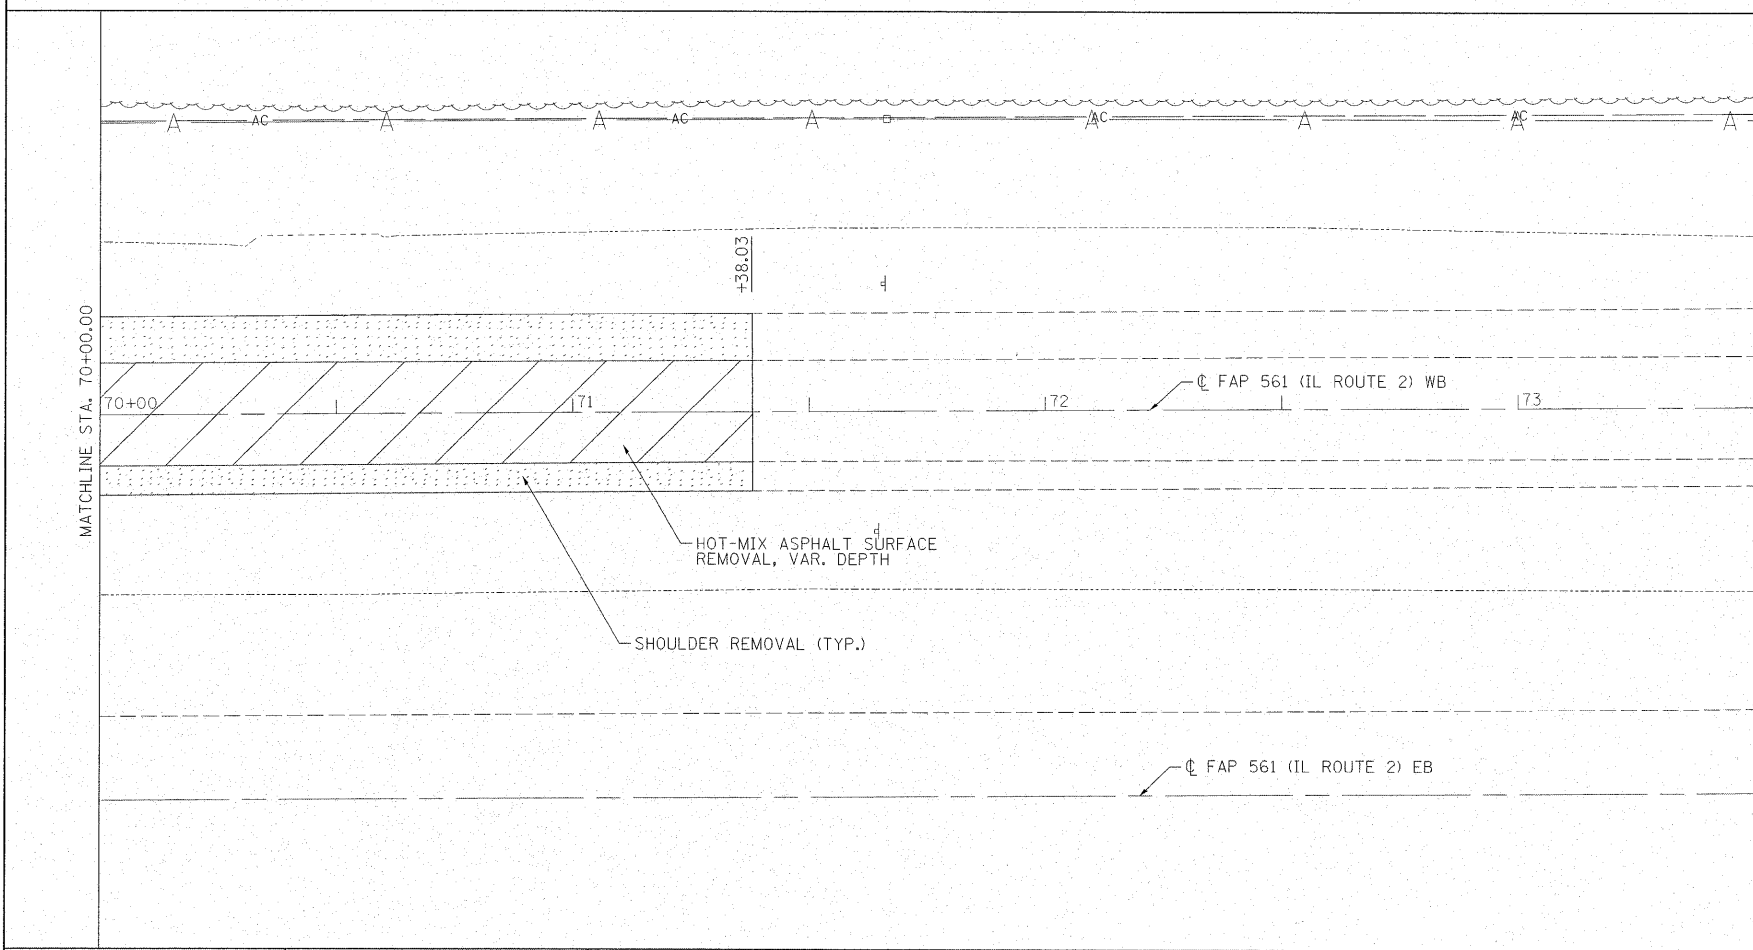 A AC A A AC A A AC A A AC A
+38.03
MATCHLINE STA. 70+00.00
℄ FAP 561 (IL ROUTE 2) WB
70+00 71 72 73
HOT-MIX ASPHALT SURFACE
REMOVAL, VAR. DEPTH
SHOULDER REMOVAL (TYP.)
℄ FAP 561 (IL ROUTE 2) EB